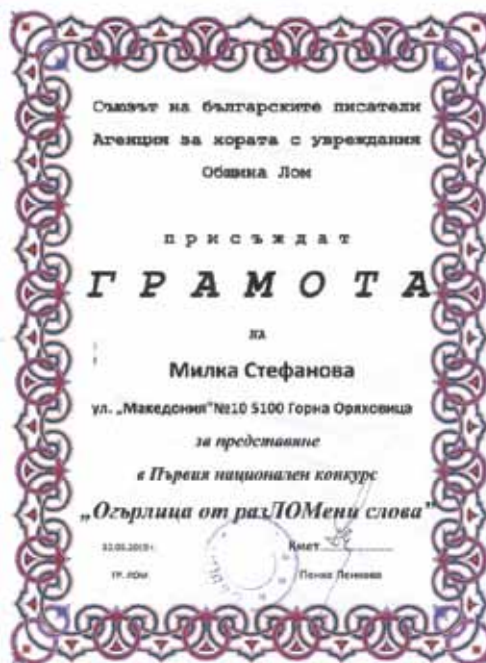 Съюзът на българските писатели
Агенция за хората с увреждания
Община Лом
присъждат
ГРАМОТА
на
Милка Стефанова
ул. „Македония"№10 5100 Горна Оряховица
за представяне
в Първия национален конкурс
„Огърлица от разЛОМени слова"
Кмет
гр. Лом
Пенка Пенкова